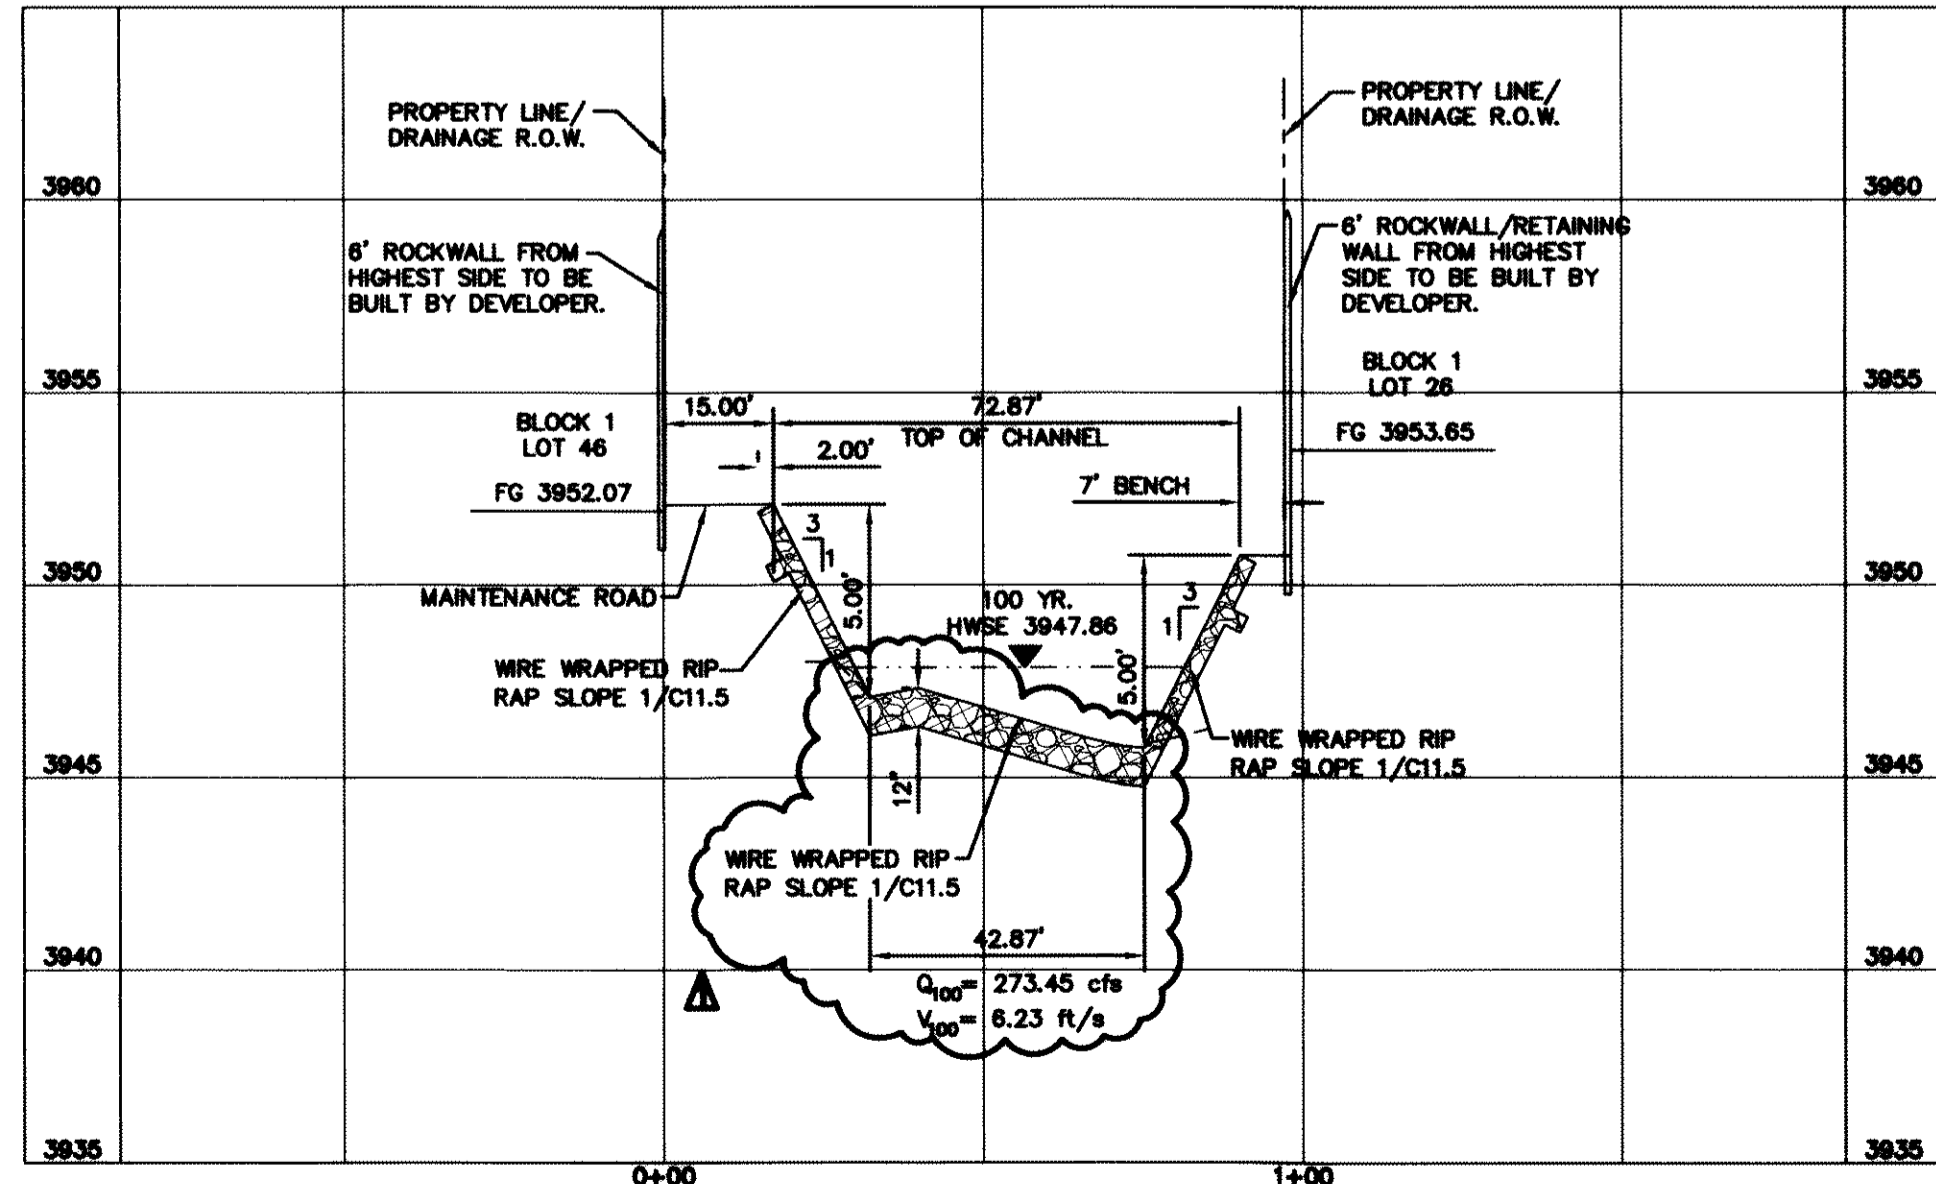 PROPERTY LINE/
DRAINAGE R.O.W.
PROPERTY LINE/
DRAINAGE R.O.W.
3960
3960
6' ROCKWALL FROM
HIGHEST SIDE TO BE
BUILT BY DEVELOPER.
6' ROCKWALL/RETAINING
WALL FROM HIGHEST
SIDE TO BE BUILT BY
DEVELOPER.
BLOCK 1
LOT 26
3955
3955
15.00'
72.87'
TOP OF CHANNEL
BLOCK 1
LOT 46
2.00'
FG 3953.65
FG 3952.07
7' BENCH
3
1
5.00'
3950
3950
MAINTENANCE ROAD
100 YR.
HWSE 3947.86
3
1
5.00'
WIRE WRAPPED RIP
RAP SLOPE 1/C11.5
WIRE WRAPPED RIP
RAP SLOPE 1/C11.5
3945
3945
12"
WIRE WRAPPED RIP
RAP SLOPE 1/C11.5
42.87'
3940
3940
Q100= 273.45 cfs
V100= 6.23 ft/s
1
3935
3935
0+00
1+00